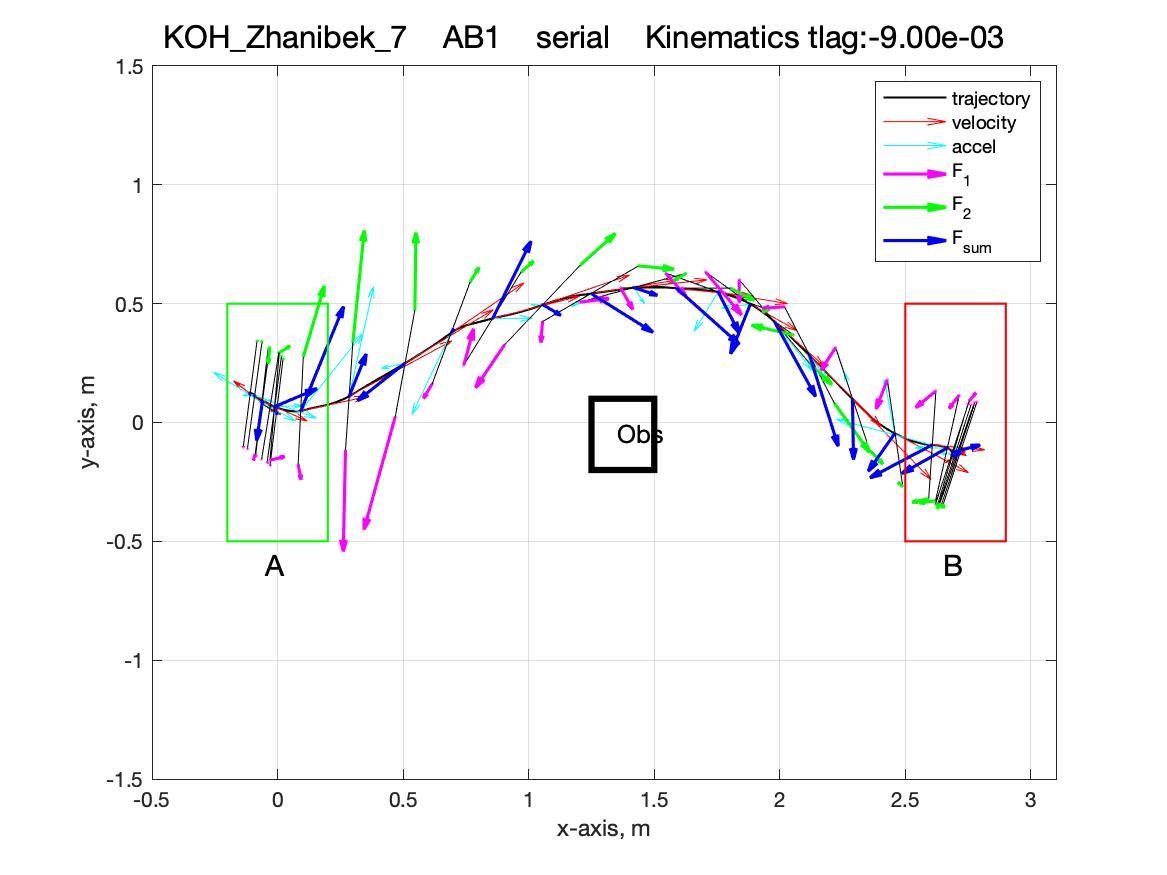 KOH_Zhanibek_7 AB1 serial Kinematics tlag:-9.00e-03
1.5
1
0.5
0
-0.5
-1
-1.5
y-axis, m
trajectory
velocity
accel
F1
F2
Fsum
Obs
A
B
-0.5 0 0.5 1 1.5 2 2.5 3
x-axis, m